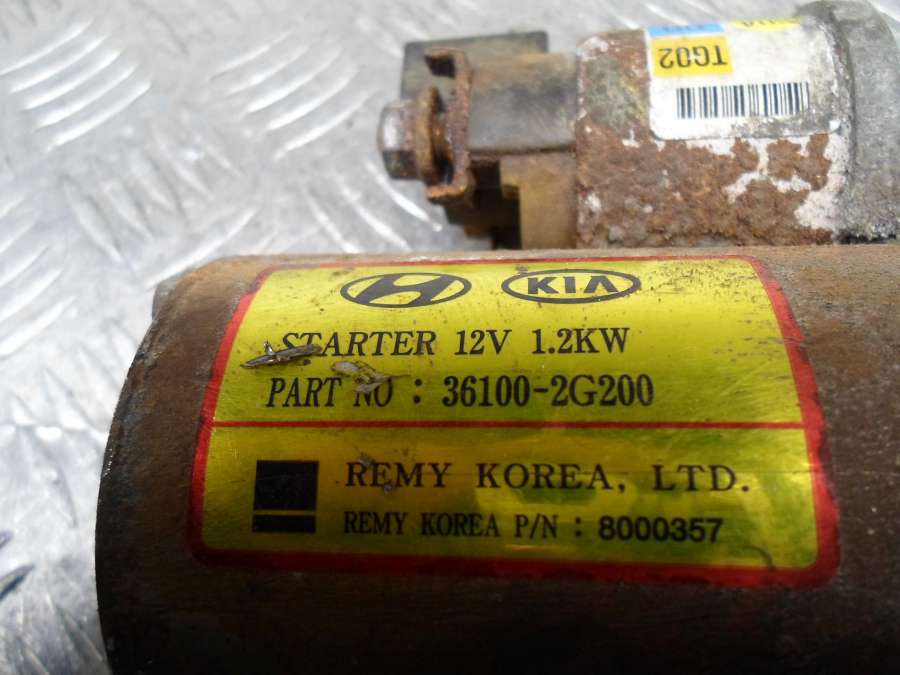 TG02
KIA
STARTER 12V 1.2KW
PART NO : 36100-2G200
REMY KOREA, LTD.
REMY KOREA P/N : 8000357